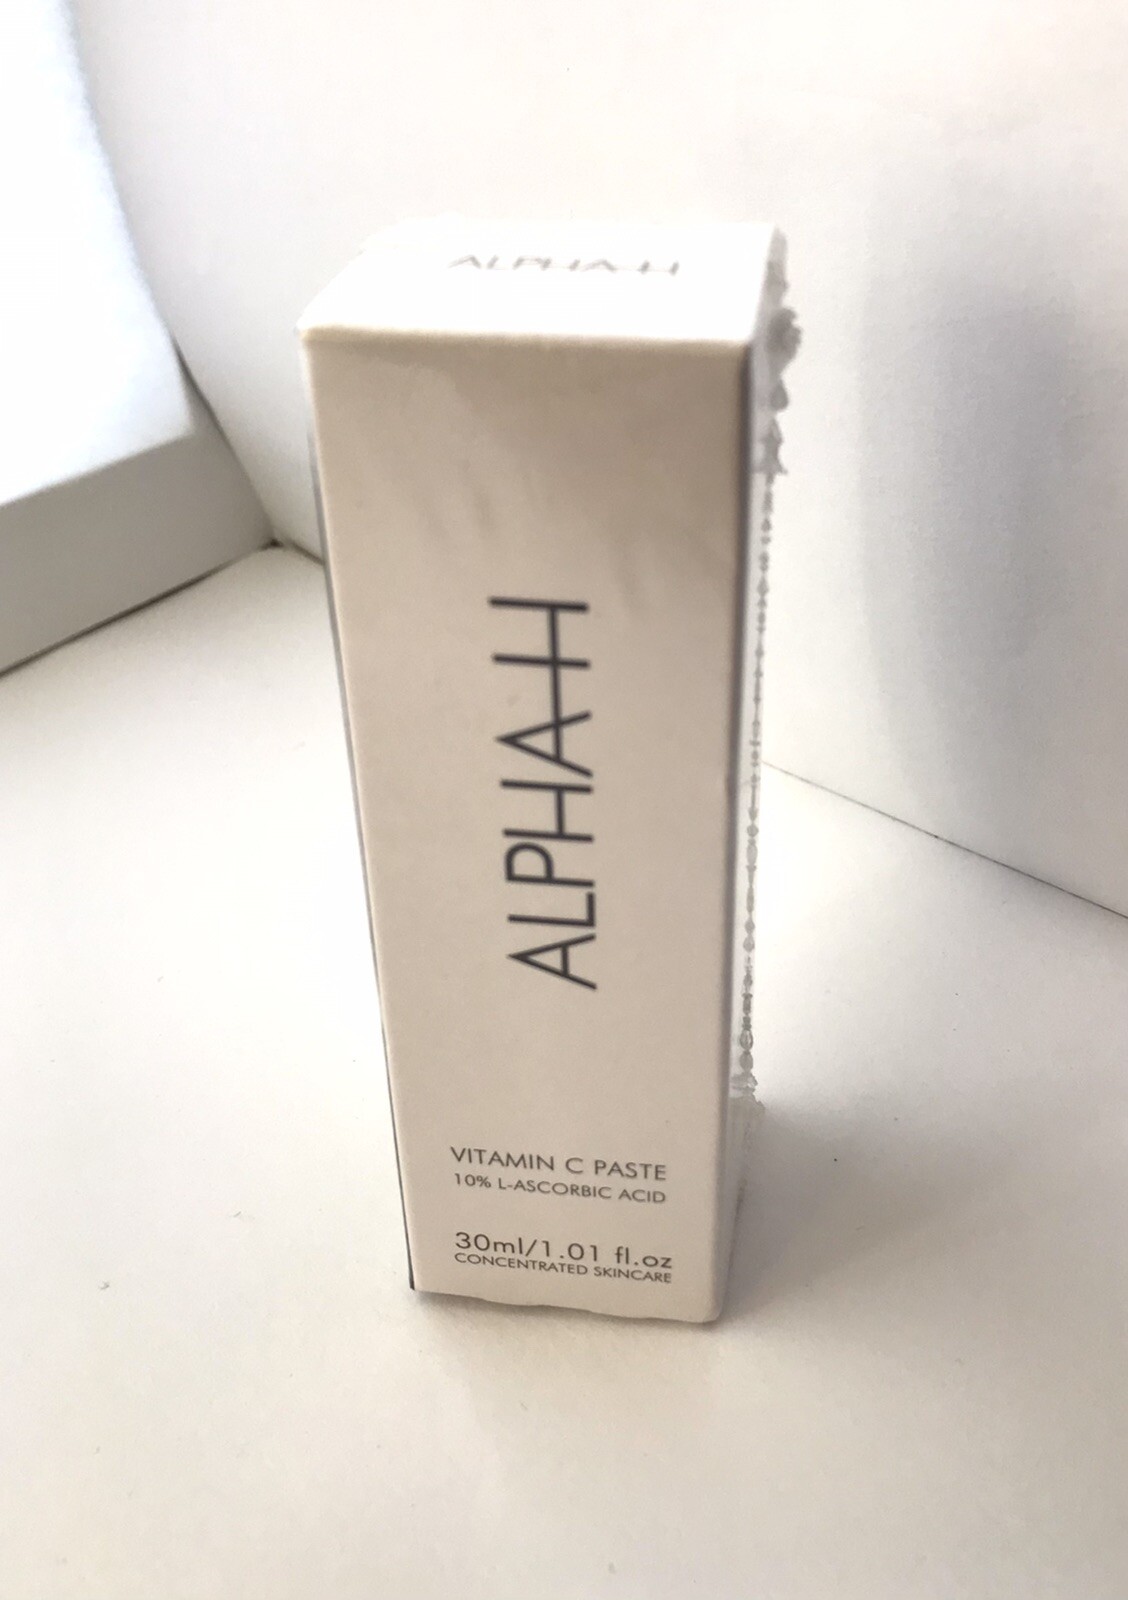 ALPHA-H
ALPHA-H
VITAMIN C PASTE
10% L-ASCORBIC ACID
30ml/1.01 fl.oz
CONCENTRATED SKINCARE